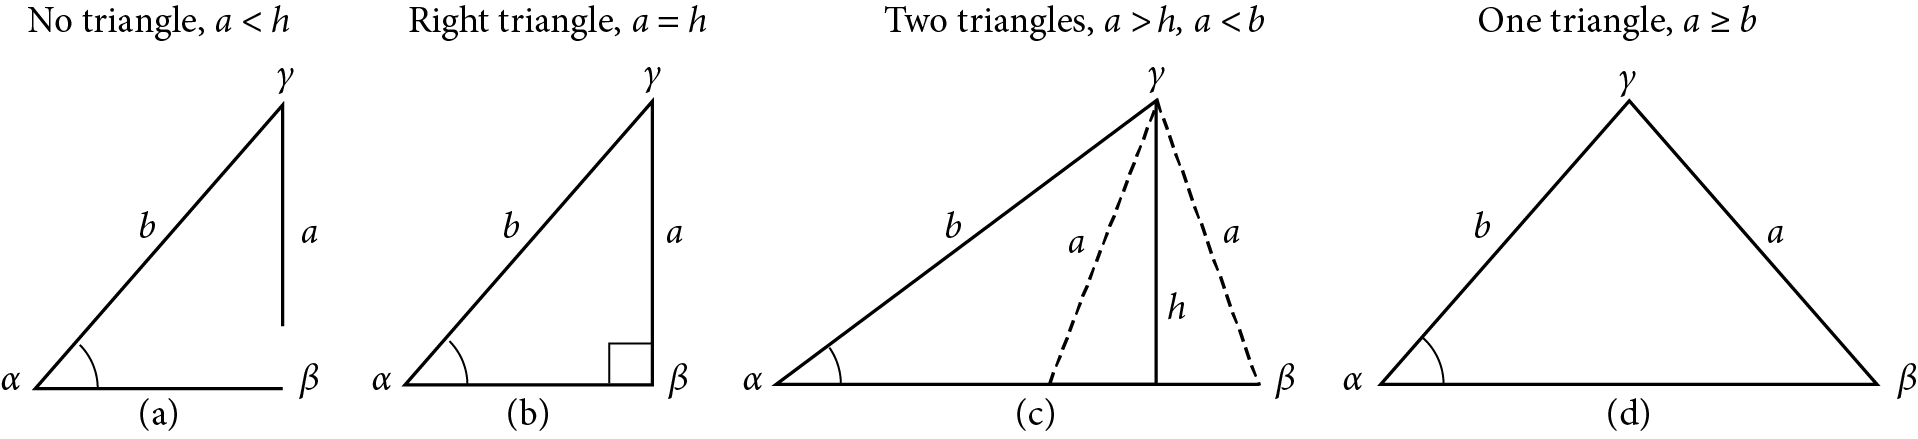 No triangle, a < h
γ
b
a
α
β
(a)
Right triangle, a = h
γ
b
a
α
β
(b)
Two triangles, a > h, a < b
γ
b
a
a
h
α
β
(c)
One triangle, a ≥ b
γ
b
a
α
β
(d)